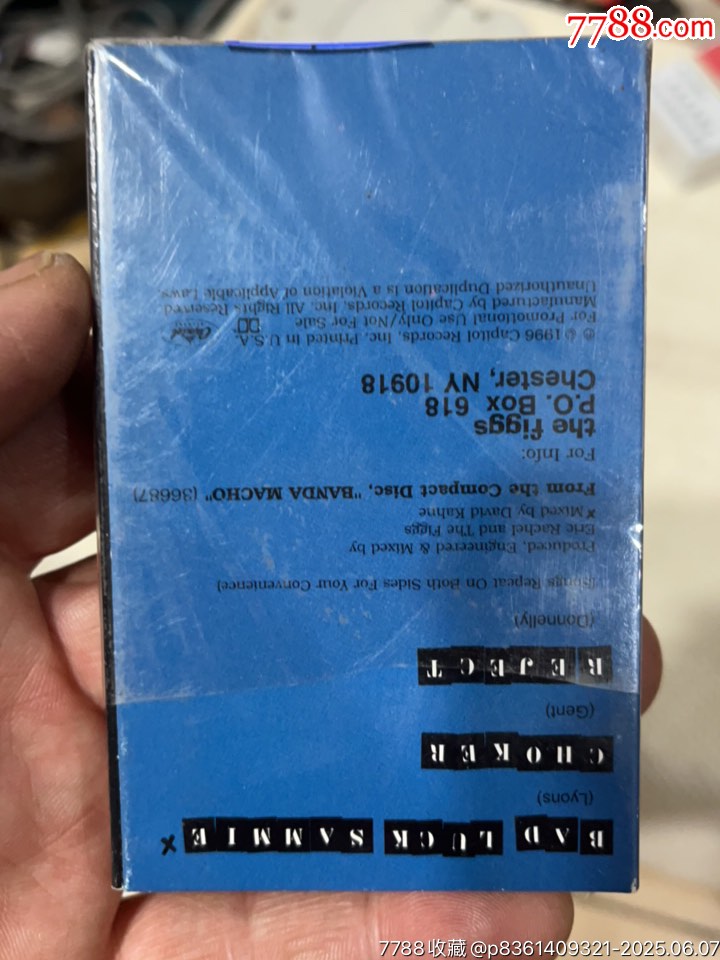 7788.com
BAD LUCK SAMMIE *
(Lyons)
CHOKER
(Gent)
REJECT
(Donnelly)
[Songs Repeat On Both Sides For Your Convenience]
Produced, Engineered & Mixed by
Eric Rachel and The Figgs
* Mixed by David Kahne
From the Compact Disc, "BANDA MACHO" (36687)
For Info:
the figgs
P.O. Box 618
Chester, NY 10918
© 1996 Capitol Records, Inc. Printed in U.S.A.
For Promotional Use Only/Not For Sale
Manufactured by Capitol Records, Inc. All Rights Reserved.
Unauthorized Duplication Is a Violation of Applicable Laws.
Capitol
7788收藏@p8361409321-2025.06.07